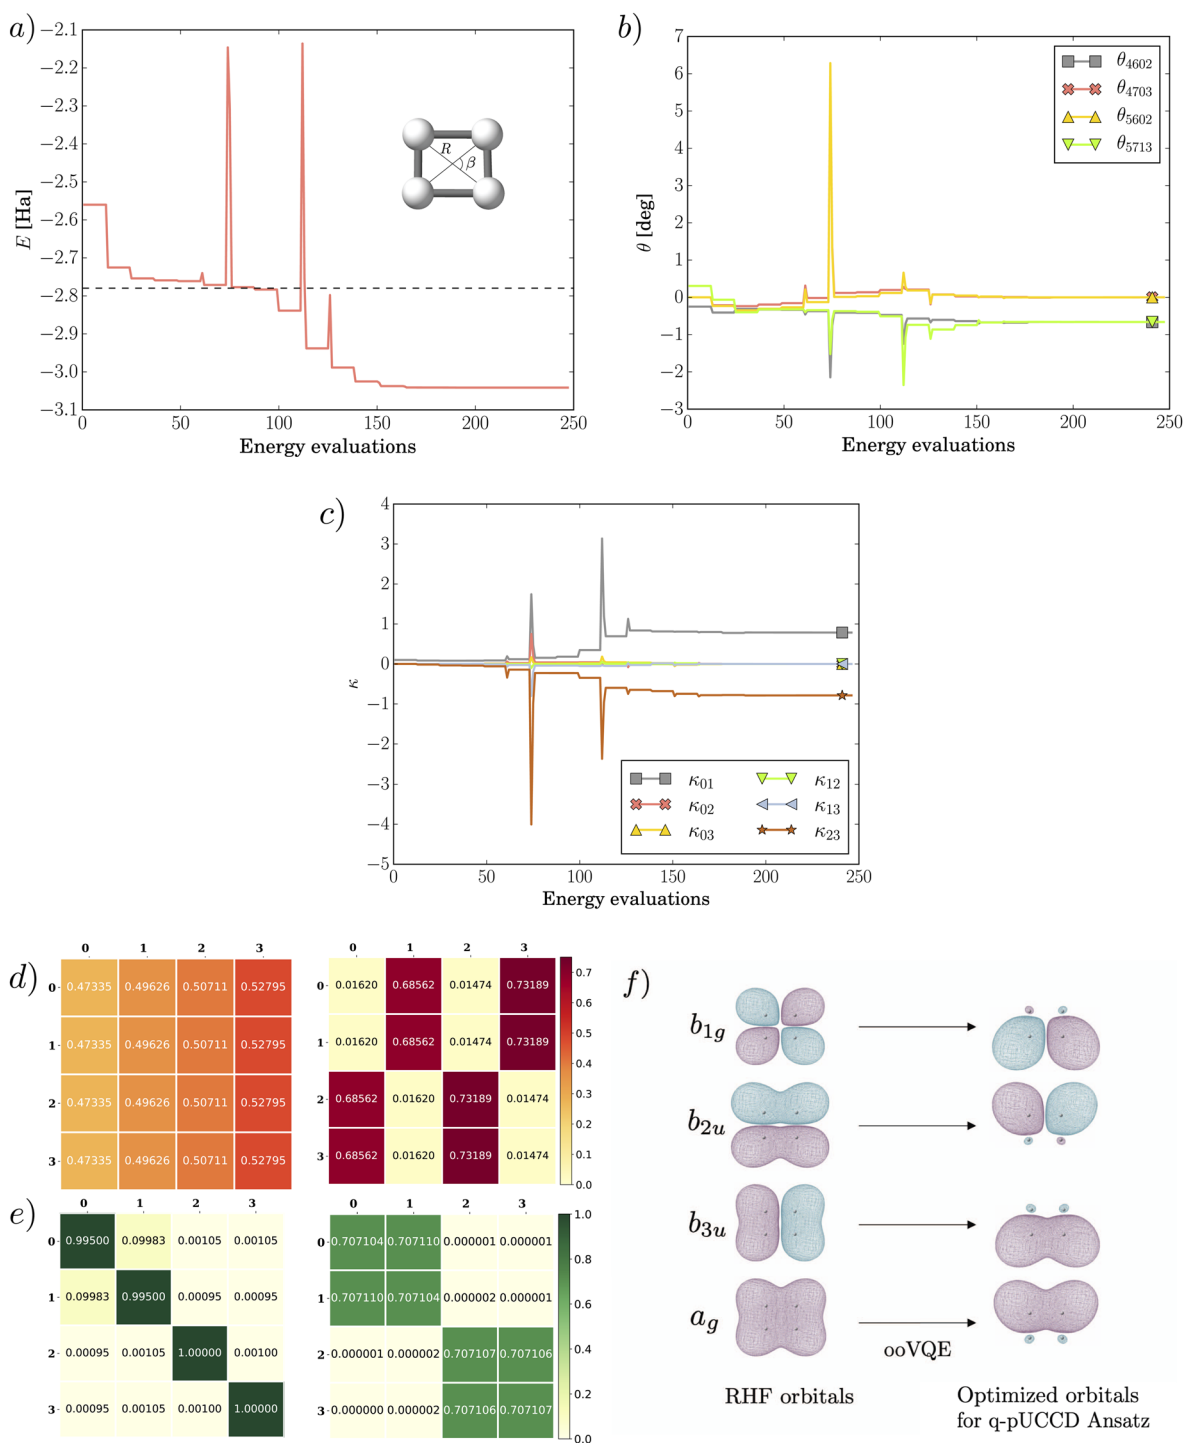 a)
−2.1
−2.2
−2.3
−2.4
−2.5
−2.6
−2.7
−2.8
−2.9
−3.0
−3.1
E [Ha]
0 50 100 150 200 250
Energy evaluations
R
β
b)
7
6
5
4
3
2
1
0
−1
−2
−3
θ [deg]
0 50 100 150 200 250
Energy evaluations
θ4602
θ4703
θ5602
θ5713
c)
4
3
2
1
0
−1
−2
−3
−4
−5
κ
0 50 100 150 200 250
Energy evaluations
κ01 κ12
κ02 κ13
κ03 κ23
d)
0 1 2 3
0 0.47335 0.49626 0.50711 0.52795
1 0.47335 0.49626 0.50711 0.52795
2 0.47335 0.49626 0.50711 0.52795
3 0.47335 0.49626 0.50711 0.52795
0 1 2 3
0 0.01620 0.68562 0.01474 0.73189
1 0.01620 0.68562 0.01474 0.73189
2 0.68562 0.01620 0.73189 0.01474
3 0.68562 0.01620 0.73189 0.01474
0.7
0.6
0.5
0.4
0.3
0.2
0.1
0.0
e)
0 1 2 3
0 0.99500 0.09983 0.00105 0.00105
1 0.09983 0.99500 0.00095 0.00095
2 0.00095 0.00105 1.00000 0.00100
3 0.00095 0.00105 0.00100 1.00000
0 1 2 3
0 0.707104 0.707110 0.000001 0.000001
1 0.707110 0.707104 0.000002 0.000001
2 0.000001 0.000002 0.707107 0.707106
3 0.000000 0.000002 0.707106 0.707107
1.0
0.8
0.6
0.4
0.2
0.0
f)
b1g
b2u
b3u
ag
ooVQE
RHF orbitals
Optimized orbitals
for q-pUCCD Ansatz